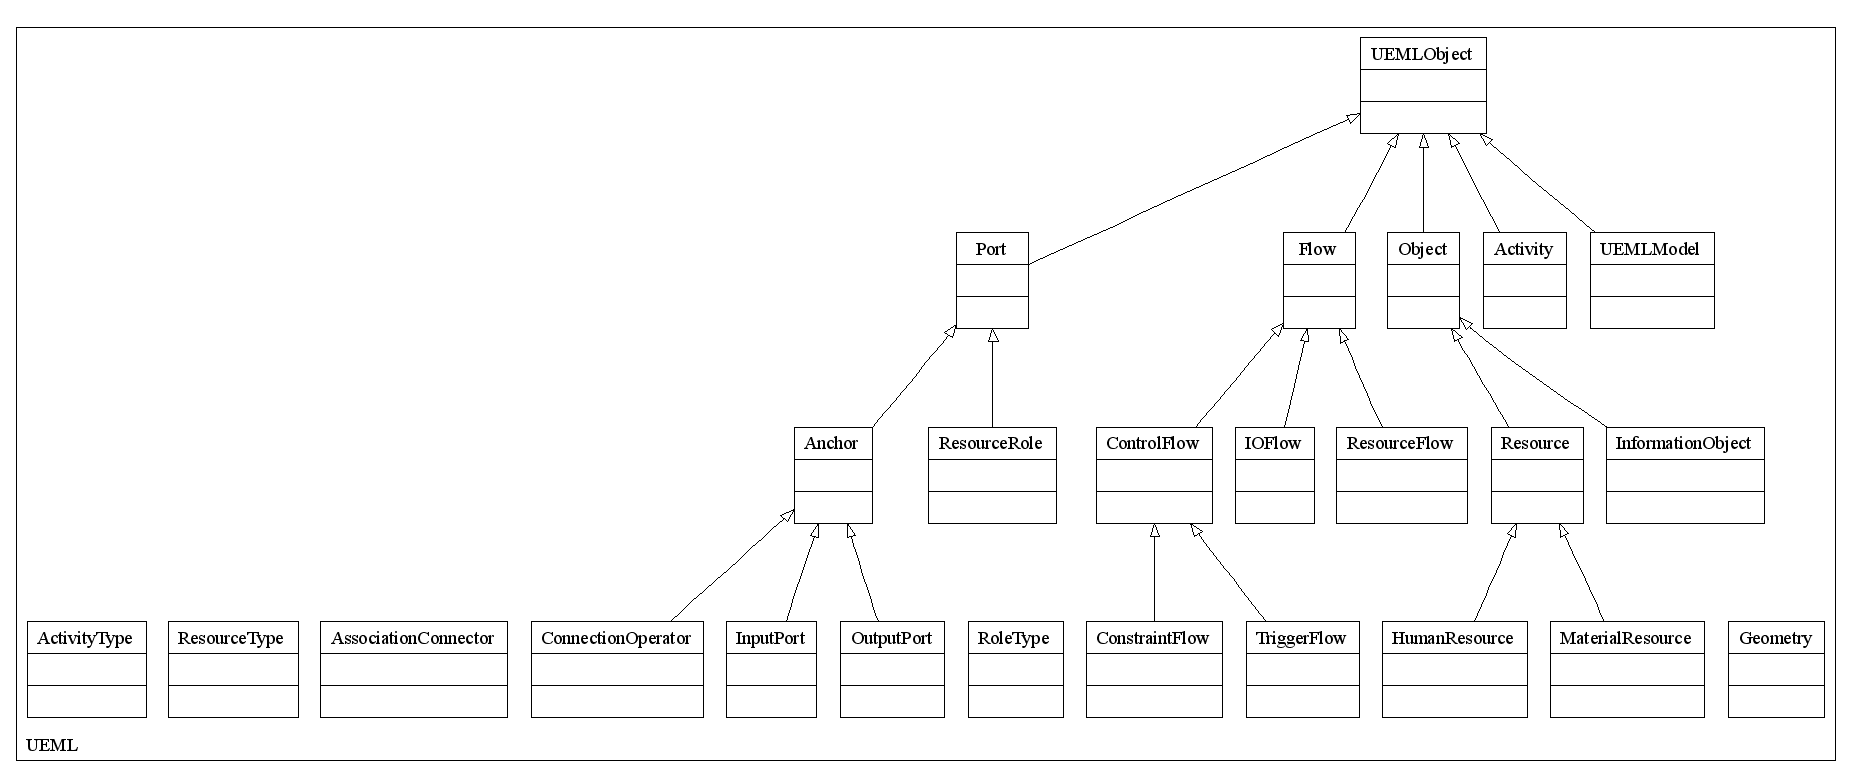 UEMLObject
Port
Flow
Object
Activity
UEMLModel
Anchor
ResourceRole
ControlFlow
IOFlow
ResourceFlow
Resource
InformationObject
ActivityType
ResourceType
AssociationConnector
ConnectionOperator
InputPort
OutputPort
RoleType
ConstraintFlow
TriggerFlow
HumanResource
MaterialResource
Geometry
UEML